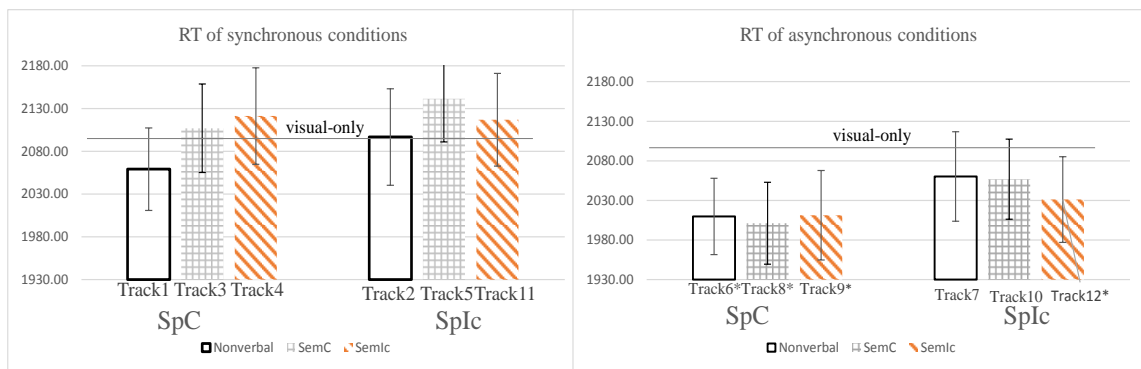 RT of synchronous conditions
2180.00
2130.00
2080.00
2030.00
1980.00
1930.00
visual-only
Track1 Track3 Track4 Track2 Track5 Track11
SpC SpIc
Nonverbal SemC SemIc
RT of asynchronous conditions
2180.00
2130.00
2080.00
2030.00
1980.00
1930.00
visual-only
Track6* Track8* Track9* Track7 Track10 Track12*
SpC SpIc
Nonverbal SemC SemIc